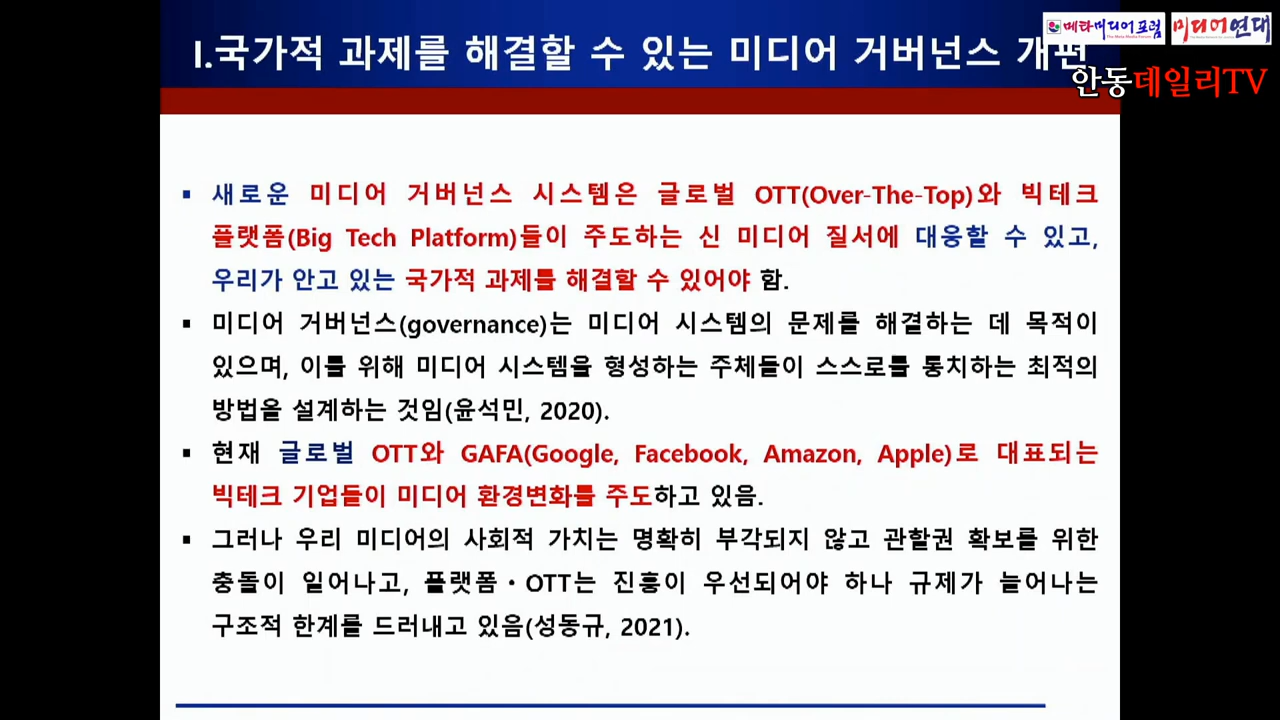 메타미디어포럼
미디어연대
I.국가적 과제를 해결할 수 있는 미디어 거버넌스 개편
안동데일리TV
▪ 새로운 미디어 거버넌스 시스템은 글로벌 OTT(Over-The-Top)와 빅테크
플랫폼(Big Tech Platform)들이 주도하는 신 미디어 질서에 대응할 수 있고,
우리가 안고 있는 국가적 과제를 해결할 수 있어야 함.
▪ 미디어 거버넌스(governance)는 미디어 시스템의 문제를 해결하는 데 목적이
있으며, 이를 위해 미디어 시스템을 형성하는 주체들이 스스로를 통치하는 최적의
방법을 설계하는 것임(윤석민, 2020).
▪ 현재 글로벌 OTT와 GAFA(Google, Facebook, Amazon, Apple)로 대표되는
빅테크 기업들이 미디어 환경변화를 주도하고 있음.
▪ 그러나 우리 미디어의 사회적 가치는 명확히 부각되지 않고 관할권 확보를 위한
충돌이 일어나고, 플랫폼・OTT는 진흥이 우선되어야 하나 규제가 늘어나는
구조적 한계를 드러내고 있음(성동규, 2021).